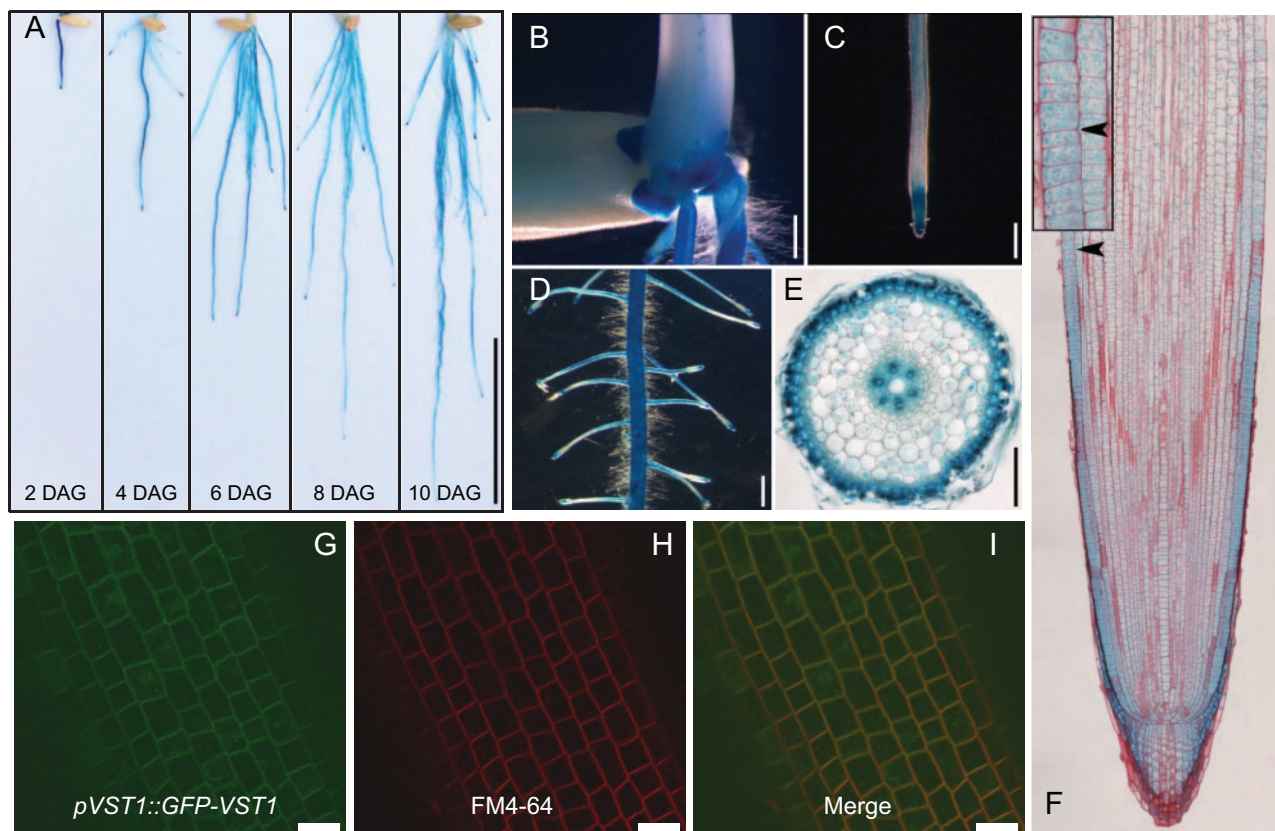 A
2 DAG
4 DAG
6 DAG
8 DAG
10 DAG
B
C
D
E
F
G
pVST1::GFP-VST1
H
FM4-64
I
Merge